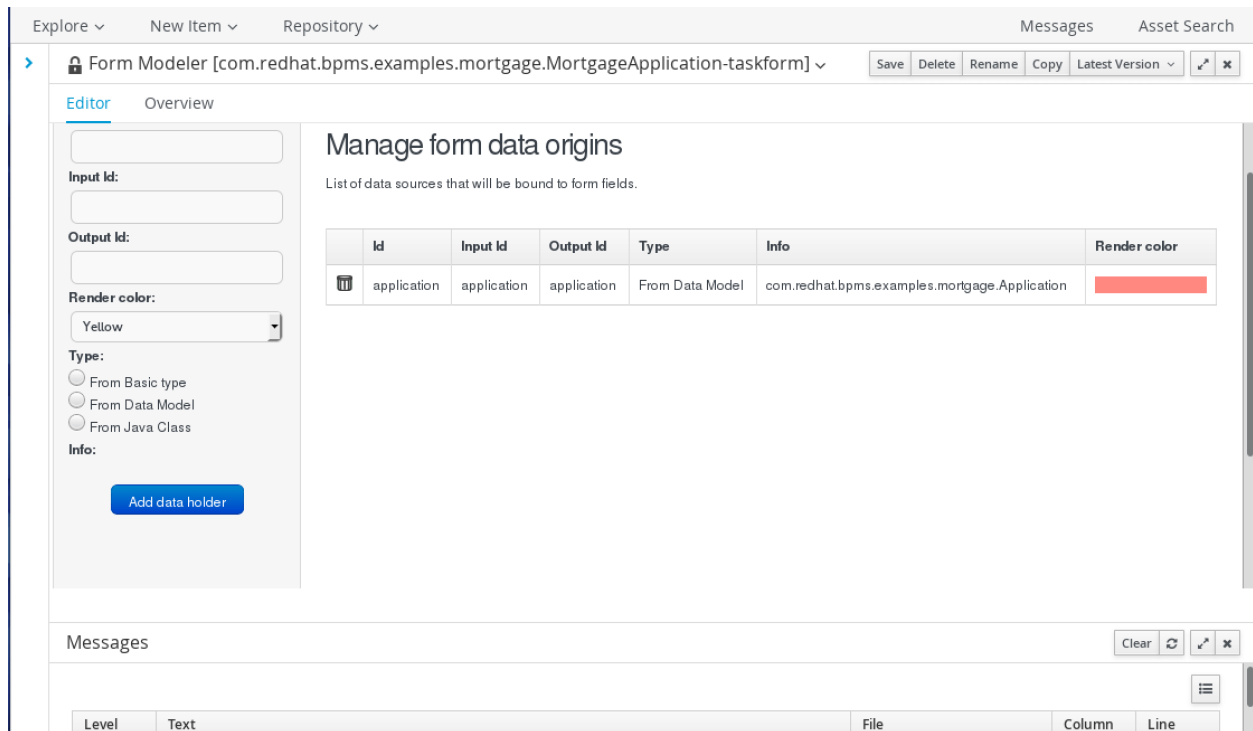 Explore New Item Repository Messages Asset Search
Form Modeler [com.redhat.bpms.examples.mortgage.MortgageApplication-taskform] Save Delete Rename Copy Latest Version
Editor Overview
Manage form data origins
List of data sources that will be bound to form fields.
Input Id:
Output Id:
Render color:
Yellow
Type:
From Basic type
From Data Model
From Java Class
Info:
Add data holder
Id Input Id Output Id Type Info Render color
application application application From Data Model com.redhat.bpms.examples.mortgage.Application
Messages Clear
Level Text File Column Line